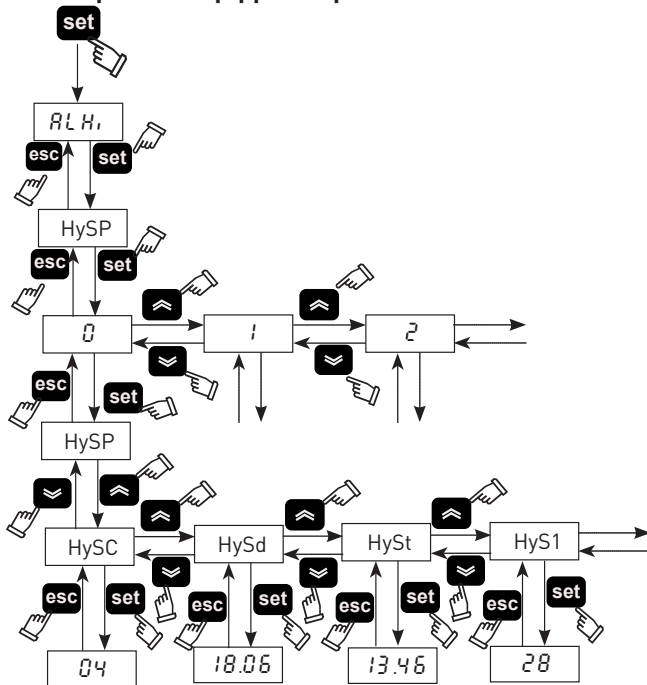 set
ALHi
esc set
HySP
esc set
0 1 2
esc set
HySP
HySC HySd HySt HyS1
esc set esc set esc set esc set
04 18.06 13.46 28